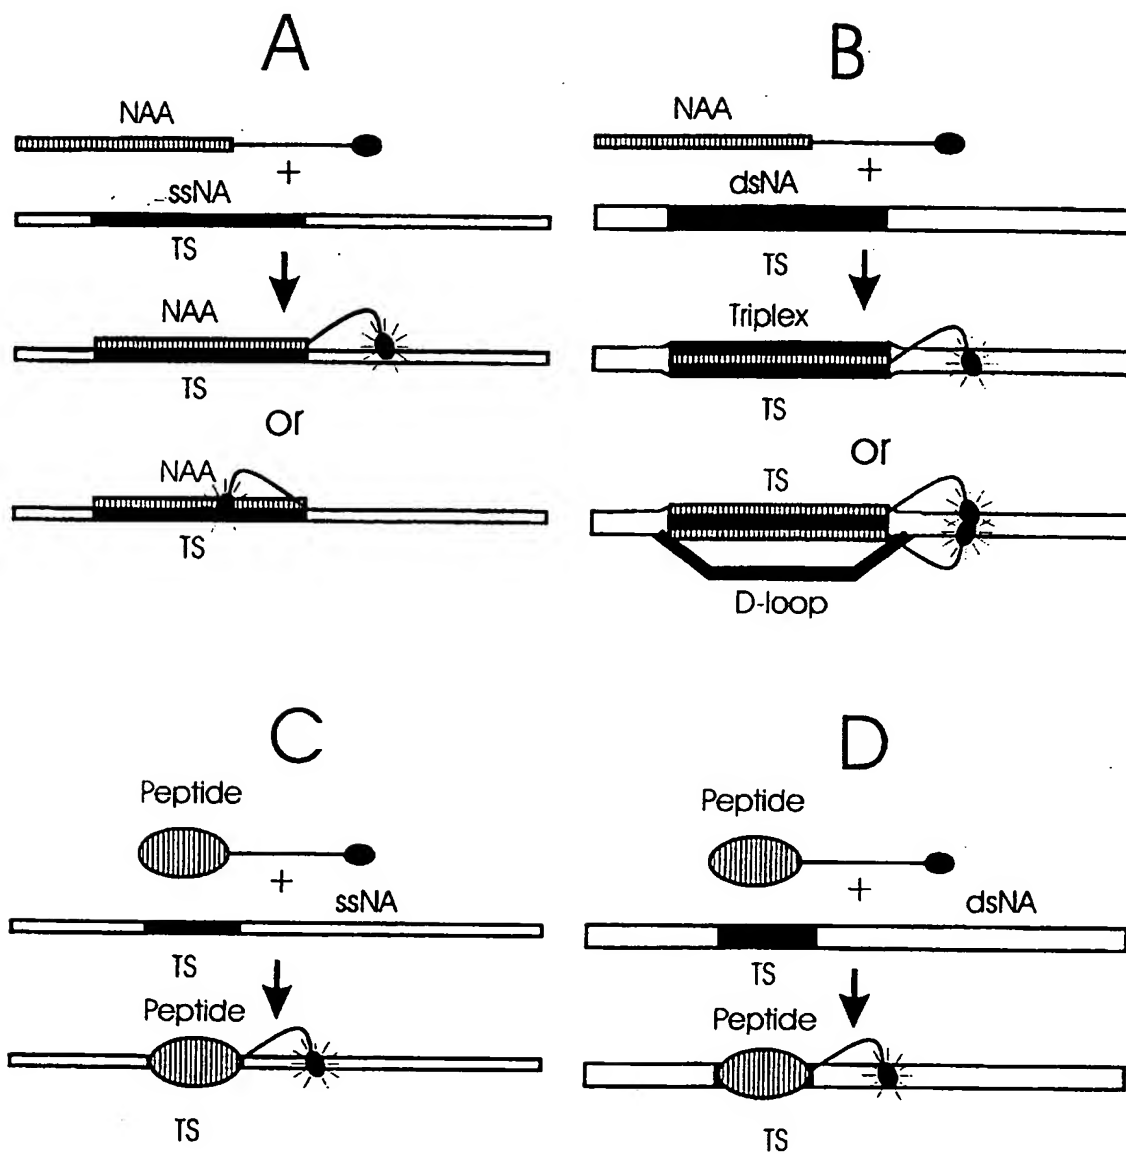 A
NAA
+
ssNA
TS
NAA
TS
or
NAA
TS
B
NAA
+
dsNA
TS
Triplex
TS
or
TS
D-loop
C
Peptide
+
ssNA
TS
Peptide
TS
D
Peptide
+
dsNA
TS
Peptide
TS